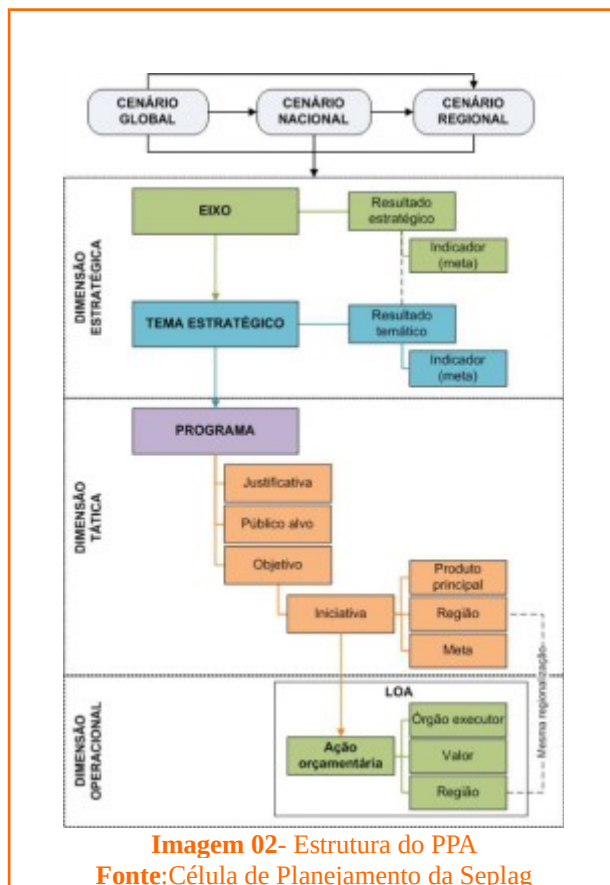 CENÁRIO
GLOBAL
CENÁRIO
NACIONAL
CENÁRIO
REGIONAL
DIMENSÃO
ESTRATÉGICA
EIXO
Resultado
estratégico
Indicador
(meta)
TEMA ESTRATÉGICO
Resultado
temático
Indicador
(meta)
DIMENSÃO
TÁTICA
PROGRAMA
Justificativa
Público alvo
Objetivo
Iniciativa
Produto
principal
Região
Meta
Mesma regionalização
DIMENSÃO
OPERACIONAL
LOA
Ação
orçamentária
Órgão executor
Valor
Região
Imagem 02- Estrutura do PPA
Fonte:Célula de Planejamento da Seplag